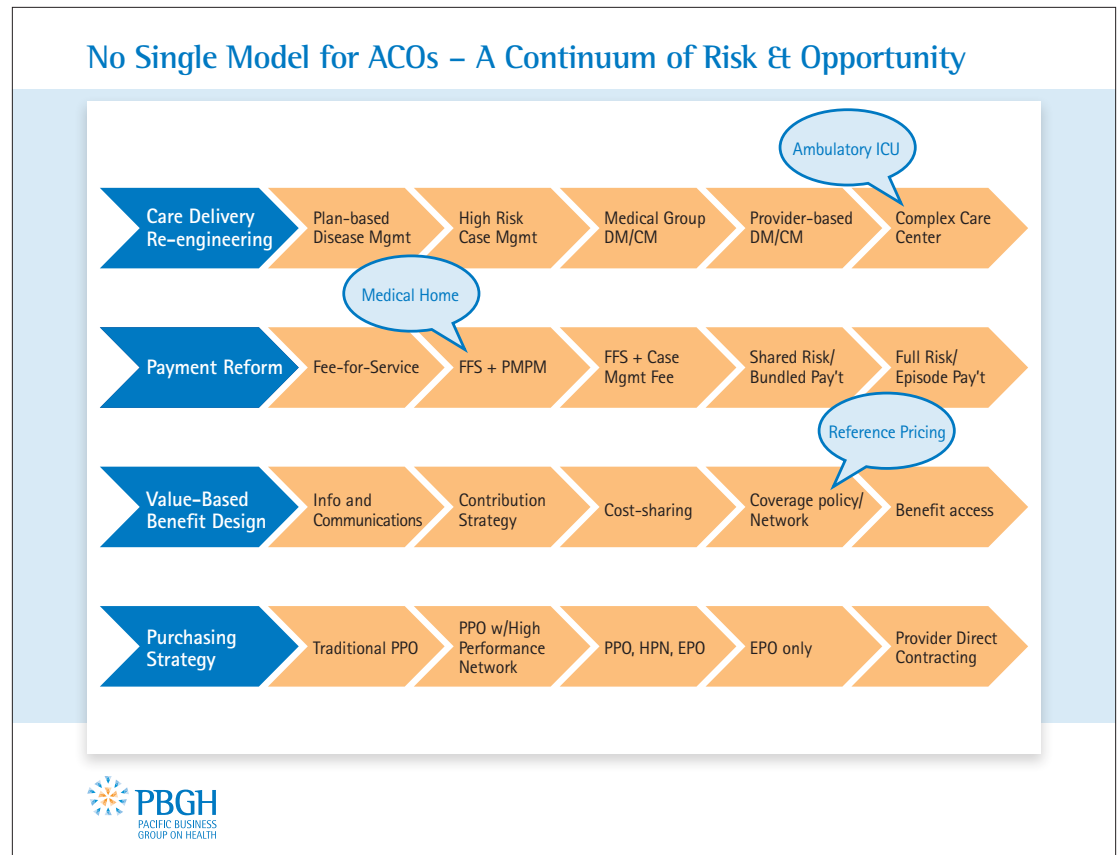 No Single Model for ACOs – A Continuum of Risk & Opportunity
Ambulatory ICU
Care Delivery
Re-engineering
Plan-based
Disease Mgmt
High Risk
Case Mgmt
Medical Group
DM/CM
Provider-based
DM/CM
Complex Care
Center
Medical Home
Payment Reform
Fee-for-Service
FFS + PMPM
FFS + Case
Mgmt Fee
Shared Risk/
Bundled Pay't
Full Risk/
Episode Pay't
Reference Pricing
Value-Based
Benefit Design
Info and
Communications
Contribution
Strategy
Cost-sharing
Coverage policy/
Network
Benefit access
Purchasing
Strategy
Traditional PPO
PPO w/High
Performance
Network
PPO, HPN, EPO
EPO only
Provider Direct
Contracting
PBGH
PACIFIC BUSINESS
GROUP ON HEALTH